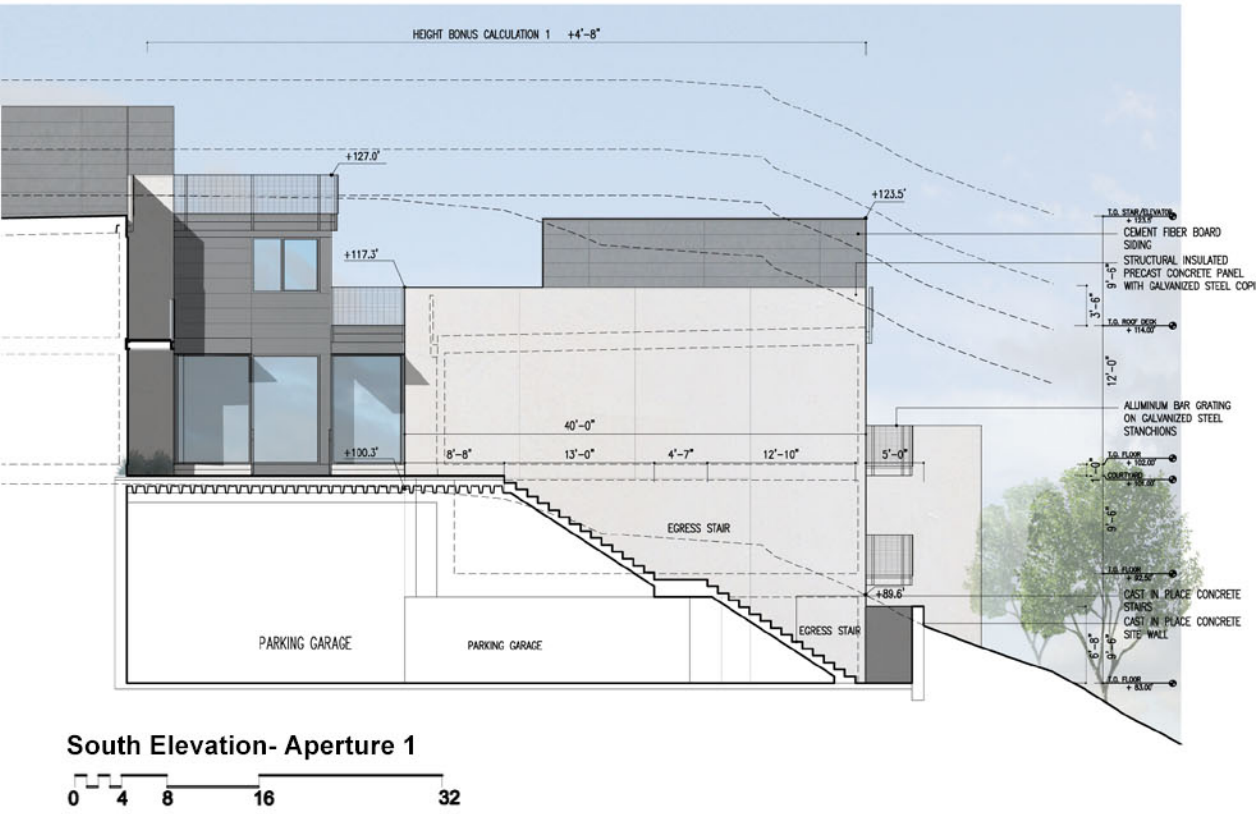 HEIGHT BONUS CALCULATION 1 +4'-8"
+127.0'
+123.5'
T.O. STAIR/ELEVATOR
+ 123.5'
CEMENT FIBER BOARD
SIDING
+117.3'
STRUCTURAL INSULATED
PRECAST CONCRETE PANEL
WITH GALVANIZED STEEL COPI
9'-6"
3'-6"
T.O. ROOF DECK
+ 114.00'
12'-0"
ALUMINUM BAR GRATING
ON GALVANIZED STEEL
STANCHIONS
40'-0"
+100.3'
8'-8"
13'-0"
4'-7"
12'-10"
5'-0"
T.O. FLOOR
+ 102.00'
1'-0"
COURTYARD
9'-6"
EGRESS STAIR
T.O. FLOOR
+ 92.50'
+89.6'
CAST IN PLACE CONCRETE
STAIRS
CAST IN PLACE CONCRETE
SITE WALL
EGRESS STAIR
PARKING GARAGE
PARKING GARAGE
6'-8"
9'-6"
T.O. FLOOR
+ 83.00'
South Elevation- Aperture 1
0 4 8 16 32